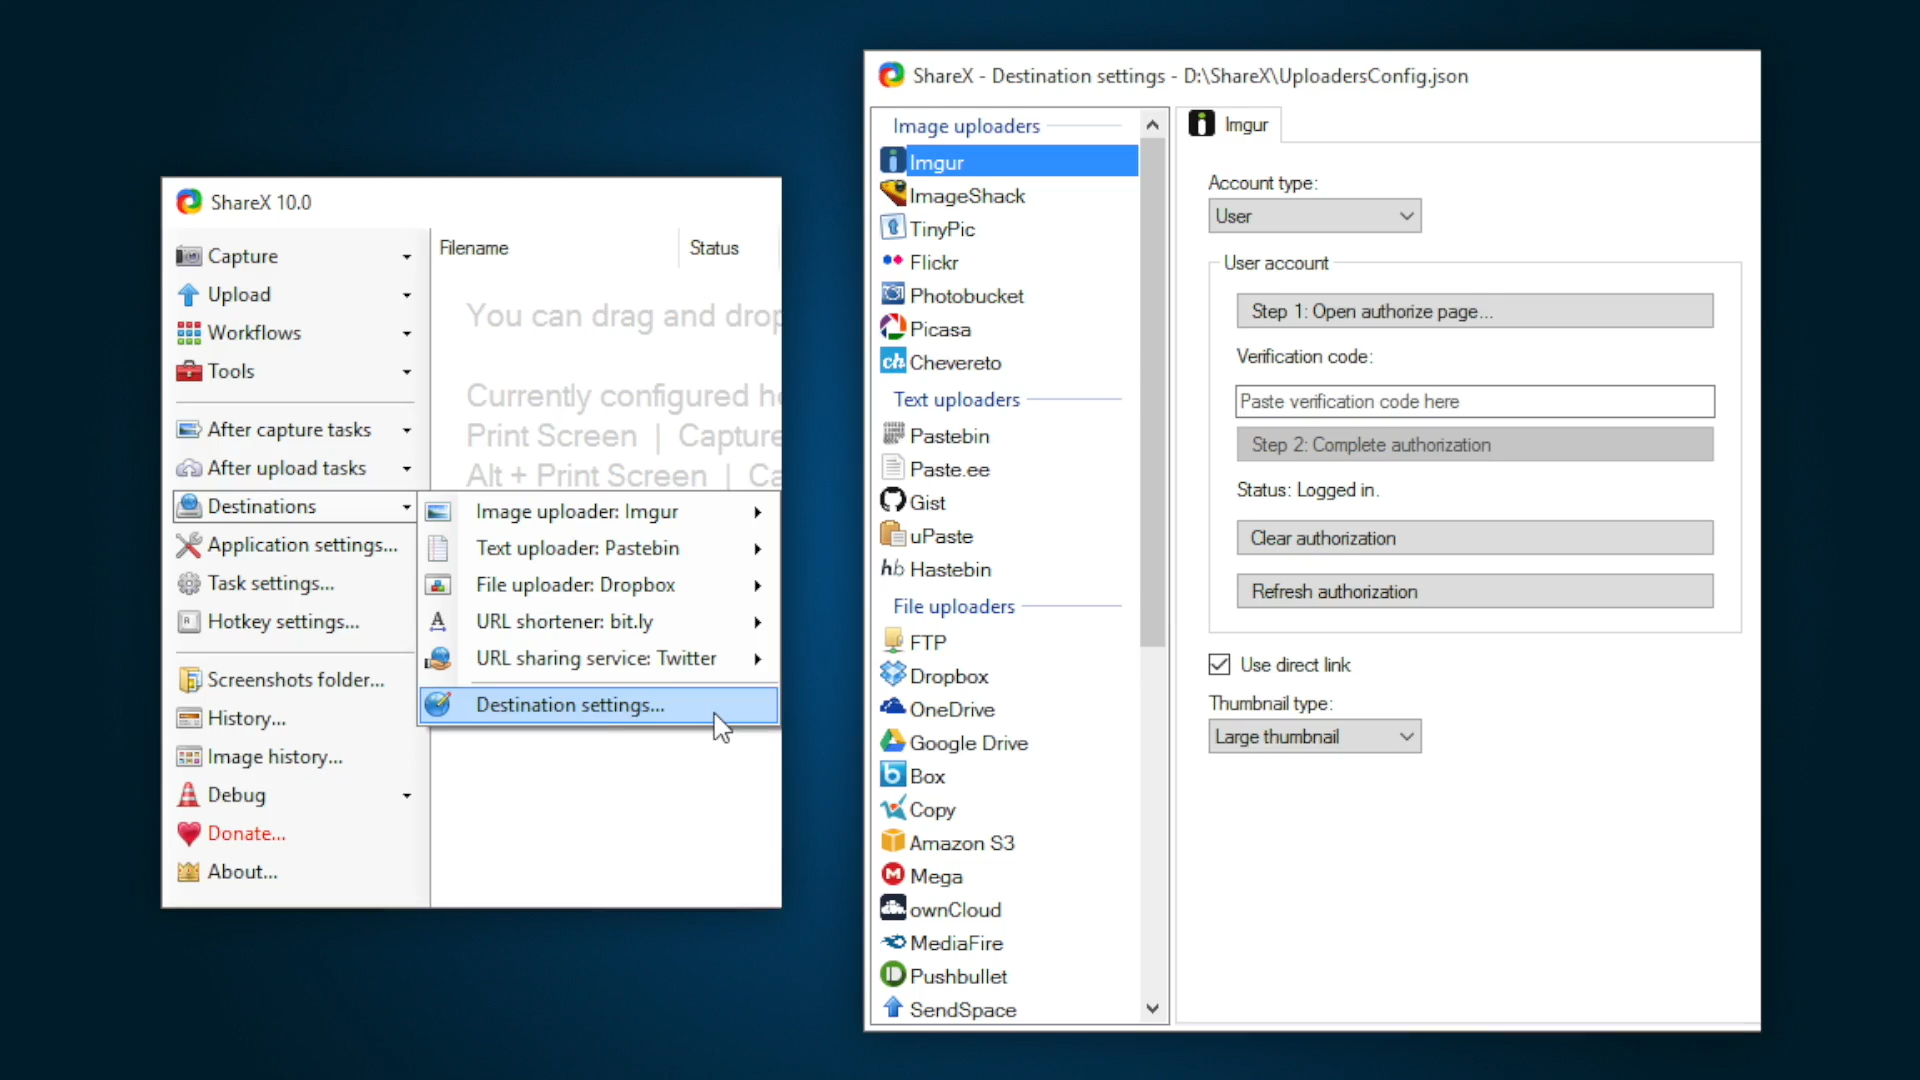 ShareX 10.0
Capture
Upload
Workflows
Tools
After capture tasks
After upload tasks
Destinations
Application settings...
Task settings...
Hotkey settings...
Screenshots folder...
History...
Image history...
Debug
Donate...
About...
Filename Status
You can drag and drop
Currently configured
Print Screen | Capture
Alt + Print Screen |
Image uploader: Imgur
Text uploader: Pastebin
File uploader: Dropbox
URL shortener: bit.ly
URL sharing service: Twitter
Destination settings...
ShareX - Destination settings - D:\ShareX\UploadersConfig.json
Image uploaders
Imgur
ImageShack
TinyPic
Flickr
Photobucket
Picasa
Chevereto
Text uploaders
Pastebin
Paste.ee
Gist
uPaste
Hastebin
File uploaders
FTP
Dropbox
OneDrive
Google Drive
Box
Copy
Amazon S3
Mega
ownCloud
MediaFire
Pushbullet
SendSpace
Imgur
Account type:
User
User account
Step 1: Open authorize page...
Verification code:
Paste verification code here
Step 2: Complete authorization
Status: Logged in.
Clear authorization
Refresh authorization
Use direct link
Thumbnail type:
Large thumbnail